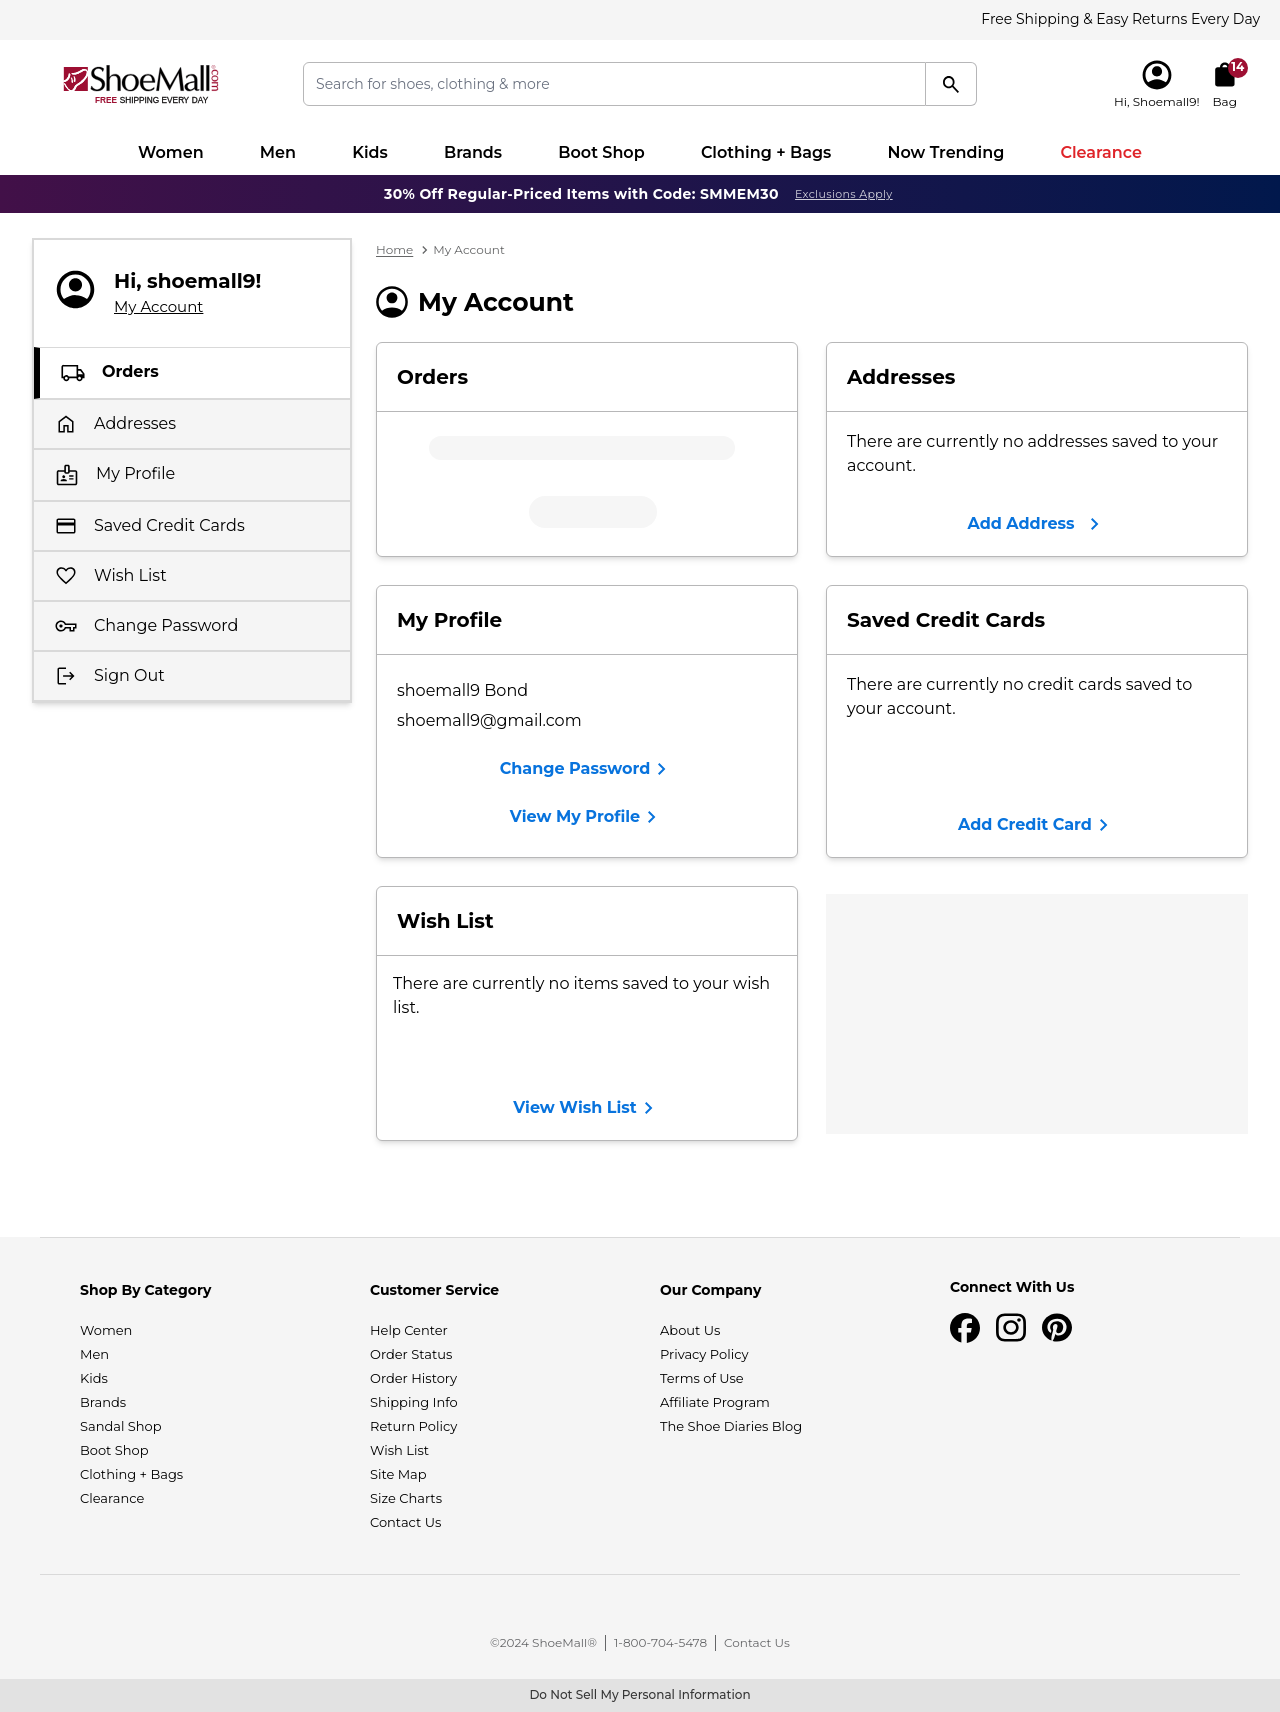 Free Shipping & Easy Returns Every Day
ShoeMall.com
FREE SHIPPING EVERY DAY
Search for shoes, clothing & more
14
Hi, Shoemall9! Bag
Women Men Kids Brands Boot Shop Clothing + Bags Now Trending Clearance
30% Off Regular-Priced Items with Code: SMMEM30 Exclusions Apply
Hi, shoemall9!
My Account
Orders
Addresses
My Profile
Saved Credit Cards
Wish List
Change Password
Sign Out
Home > My Account
My Account
Orders
Addresses
There are currently no addresses saved to your
account.
Add Address
My Profile
shoemall9 Bond
shoemall9@gmail.com
Change Password
View My Profile
Saved Credit Cards
There are currently no credit cards saved to
your account.
Add Credit Card
Wish List
There are currently no items saved to your wish
list.
View Wish List
Shop By Category
Women
Men
Kids
Brands
Sandal Shop
Boot Shop
Clothing + Bags
Clearance
Customer Service
Help Center
Order Status
Order History
Shipping Info
Return Policy
Wish List
Site Map
Size Charts
Contact Us
Our Company
About Us
Privacy Policy
Terms of Use
Affiliate Program
The Shoe Diaries Blog
Connect With Us
©2024 ShoeMall® | 1-800-704-5478 | Contact Us
Do Not Sell My Personal Information